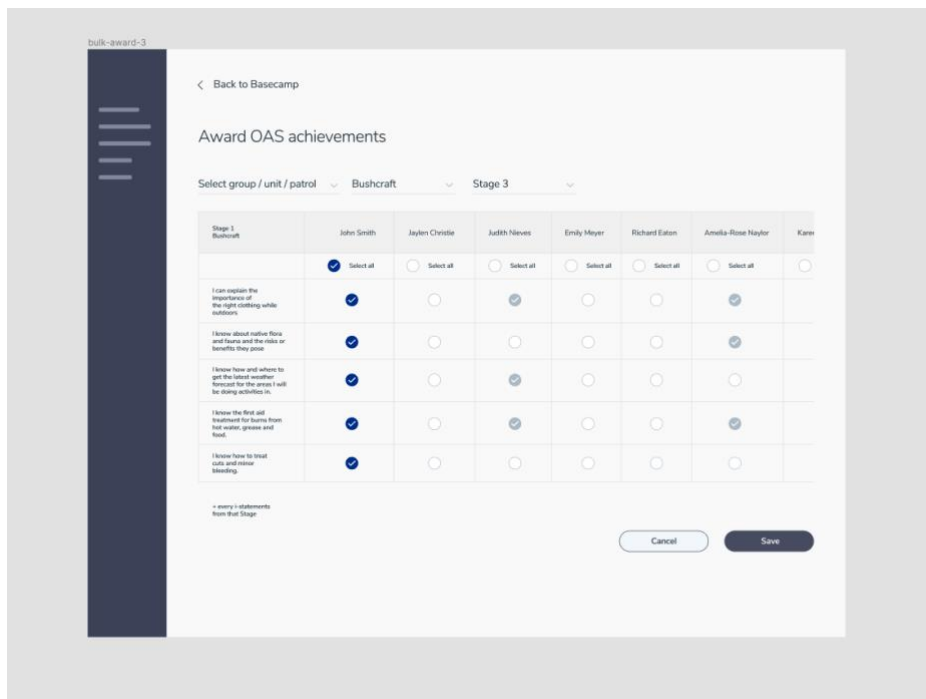 bulk-award-3
Back to Basecamp
Award OAS achievements
Select group / unit / patrol
Bushcraft
Stage 3
Stage 1
Bushcraft
John Smith
Jaylen Christie
Judith Nieves
Emily Meyer
Richard Eaton
Amelia-Rose Naylor
Karen
Select all
Select all
Select all
Select all
Select all
Select all
I can explain the
importance of
the right clothing while
outdoors
I know about native flora
and fauna and the risks or
benefits they pose
I know how and where to
get the latest weather
forecast for the areas I will
be doing activities in.
I know the first aid
treatment for burns from
hot water, grease and
food.
I know how to treat
cuts and minor
bleeding.
+ every i-statements
from that Stage
Cancel
Save